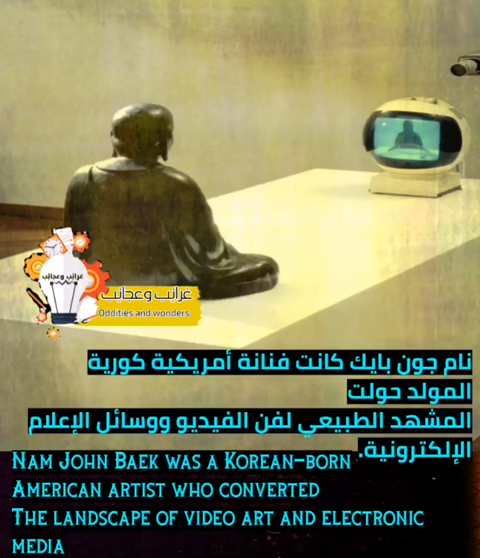 غرائب وعجائب
غرائب وعجائب
Oddities and wonders
نام جون بايك كانت فنانة أمريكية كورية
المولد حولت
المشهد الطبيعي لفن الفيديو ووسائل الإعلام
الإلكترونية.
Nam John Baek was a Korean-born
American artist who converted
The landscape of video art and electronic
media